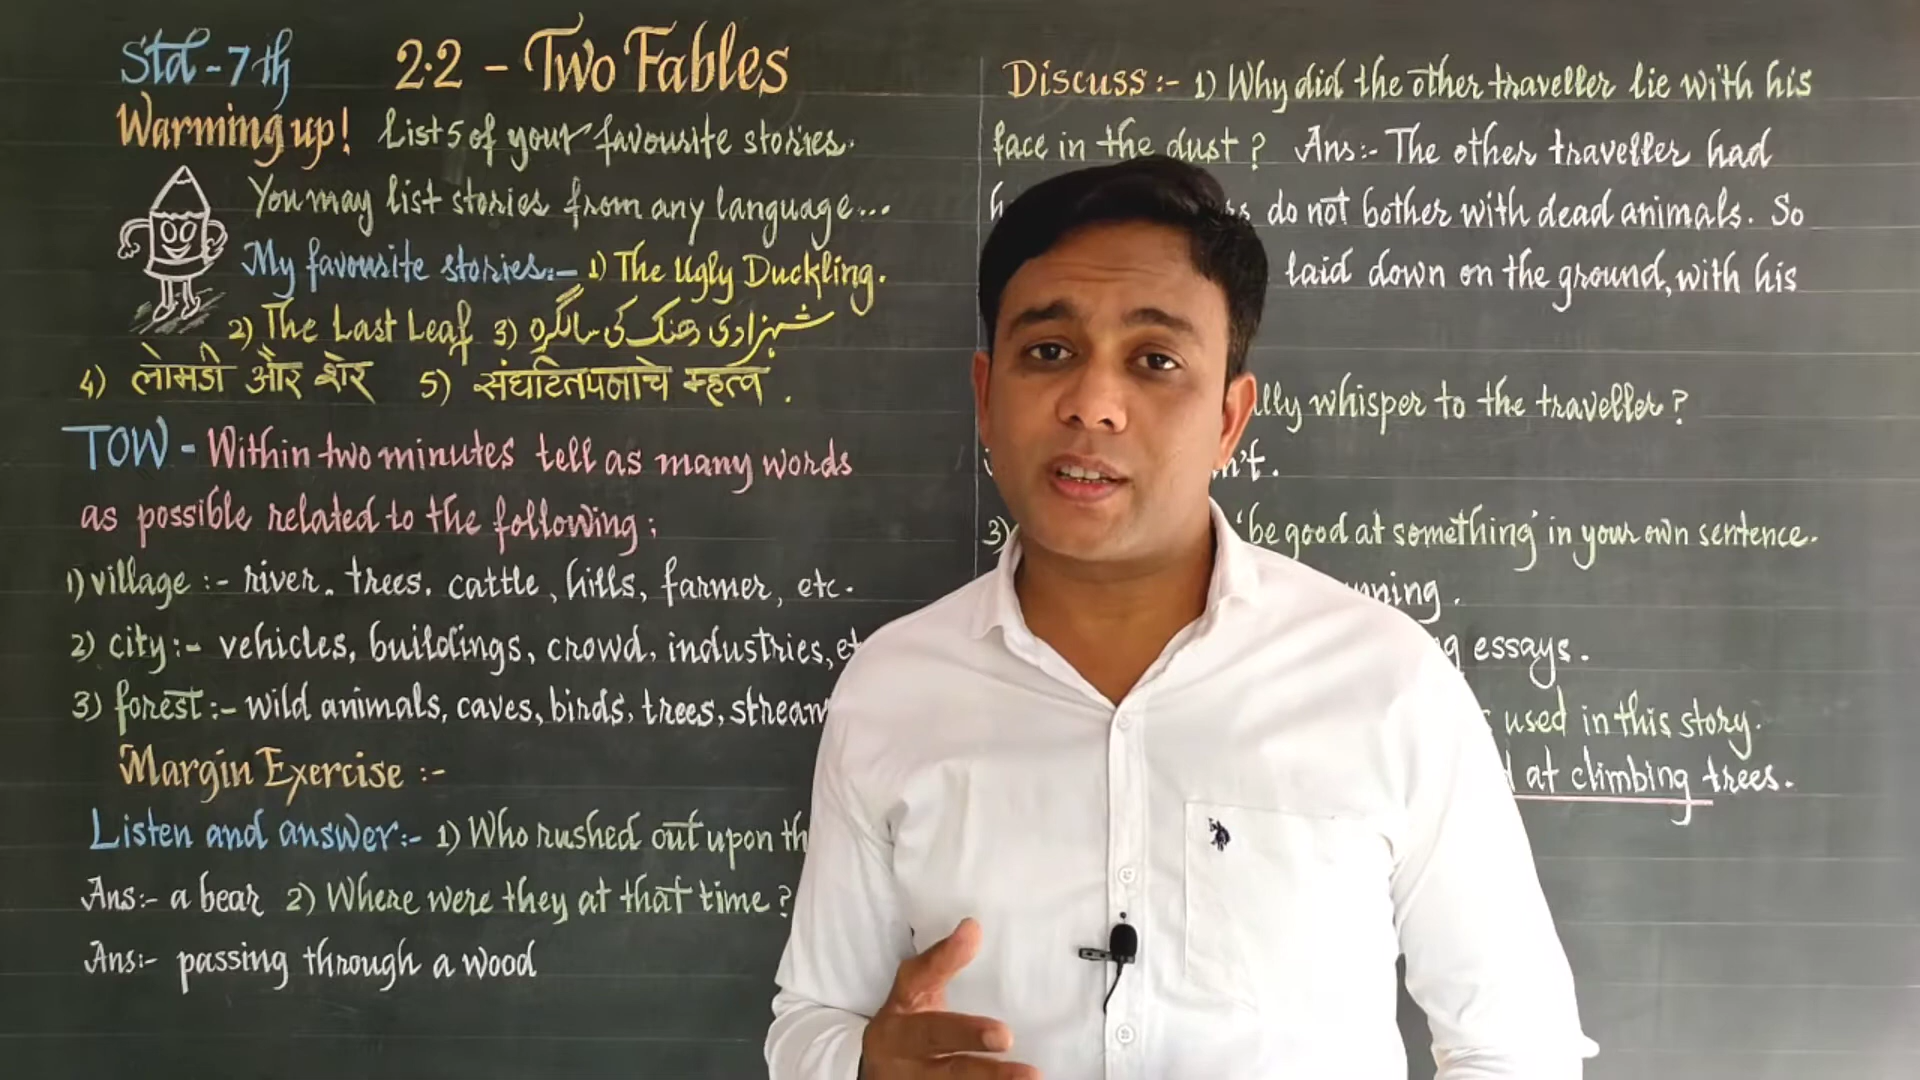 Std - 7th 2.2 - Two Fables
Warming up! List 5 of your favourite stories.
You may list stories from any language...
My favourite stories:- 1) The Ugly Duckling.
2) The Last Leaf 3) شہزادی دھنک کی سالگرہ
4) लोमडी और शेर 5) संघटितपणाचे म्हत्व .
TOW - Within two minutes tell as many words
as possible related to the following ;
1) village :- river. trees. cattle, hills, farmer, etc.
2) city:- vehicles, buildings, crowd, industries,
3) forest :- wild animals, caves, birds, trees, stream
Margin Exercise :-
Listen and answer:- 1) Who rushed out upon
Ans:- a bear 2) Where were they at that time ?
Ans:- passing through a wood
Discuss :- 1) Why did the other traveller lie with his
face in the dust ? Ans:- The other traveller had
do not bother with dead animals. So
laid down on the ground, with his
whisper to the traveller ?
3) 'be good at something' in your own sentence.
essays.
used in this story.
at climbing trees.